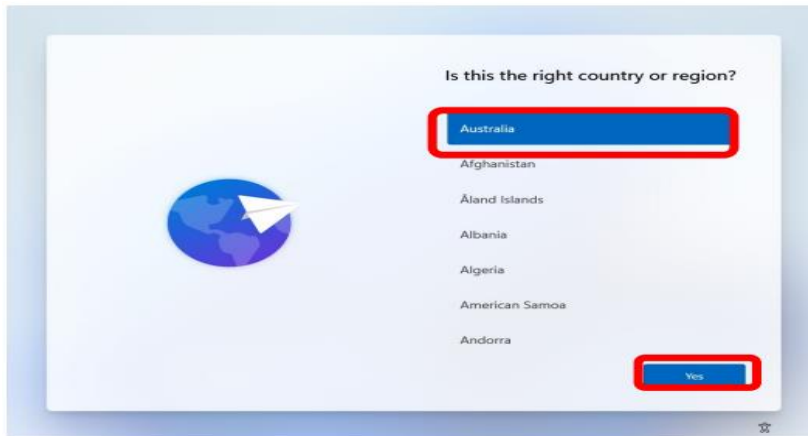 Is this the right country or region?
Australia
Afghanistan
Åland Islands
Albania
Algeria
American Samoa
Andorra
Yes